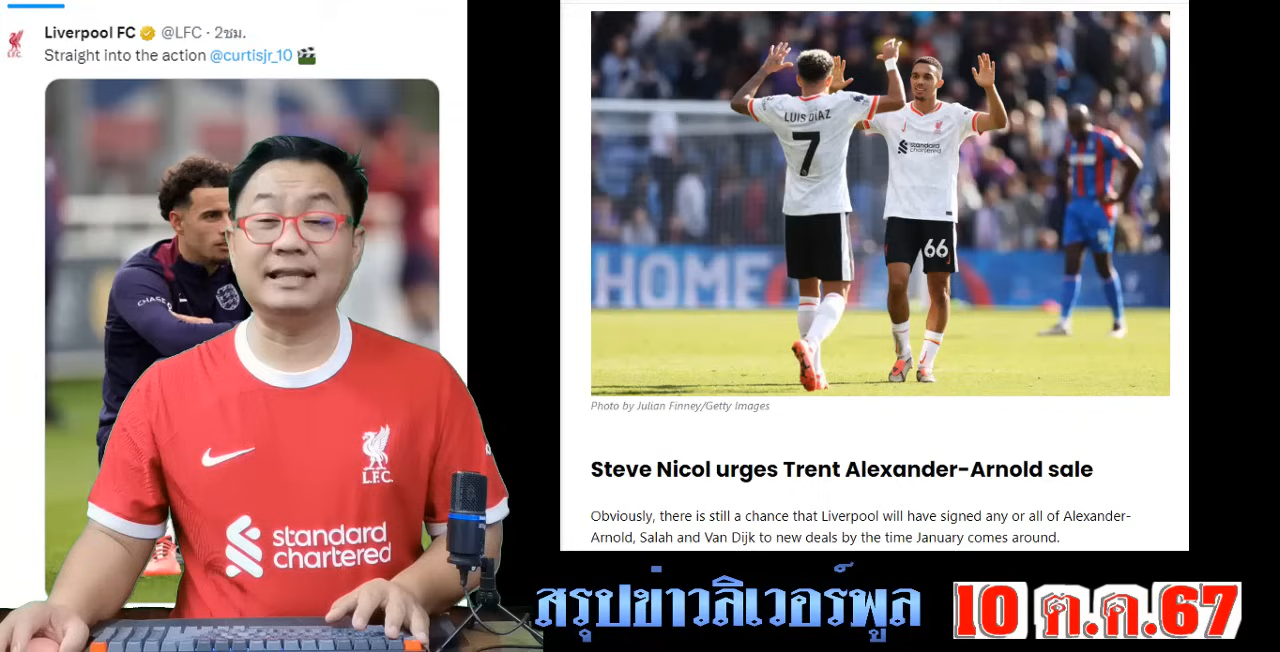 Liverpool FC @LFC · 2ชม.
Straight into the action @curtisjr_10
L.F.C.
CHASE
L.F.C.
standard
chartered
LUIS DIAZ
7
standard
chartered
66
HOME
Photo by Julian Finney/Getty Images
Steve Nicol urges Trent Alexander-Arnold sale
Obviously, there is still a chance that Liverpool will have signed any or all of Alexander-
Arnold, Salah and Van Dijk to new deals by the time January comes around.
สรุปข่าวลิเวอร์พูล
10 ต.ค.67